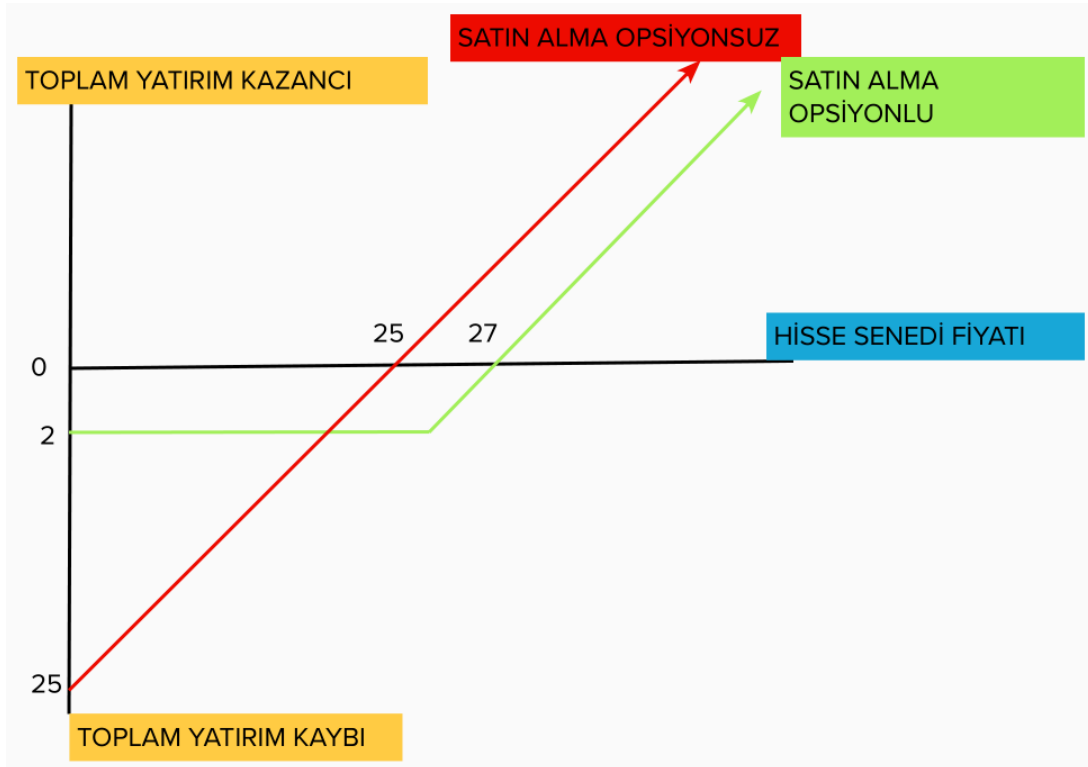 SATIN ALMA OPSİYONSUZ
TOPLAM YATIRIM KAZANCI
SATIN ALMA
OPSİYONLU
25
27
HİSSE SENEDİ FİYATI
0
2
25
TOPLAM YATIRIM KAYBI